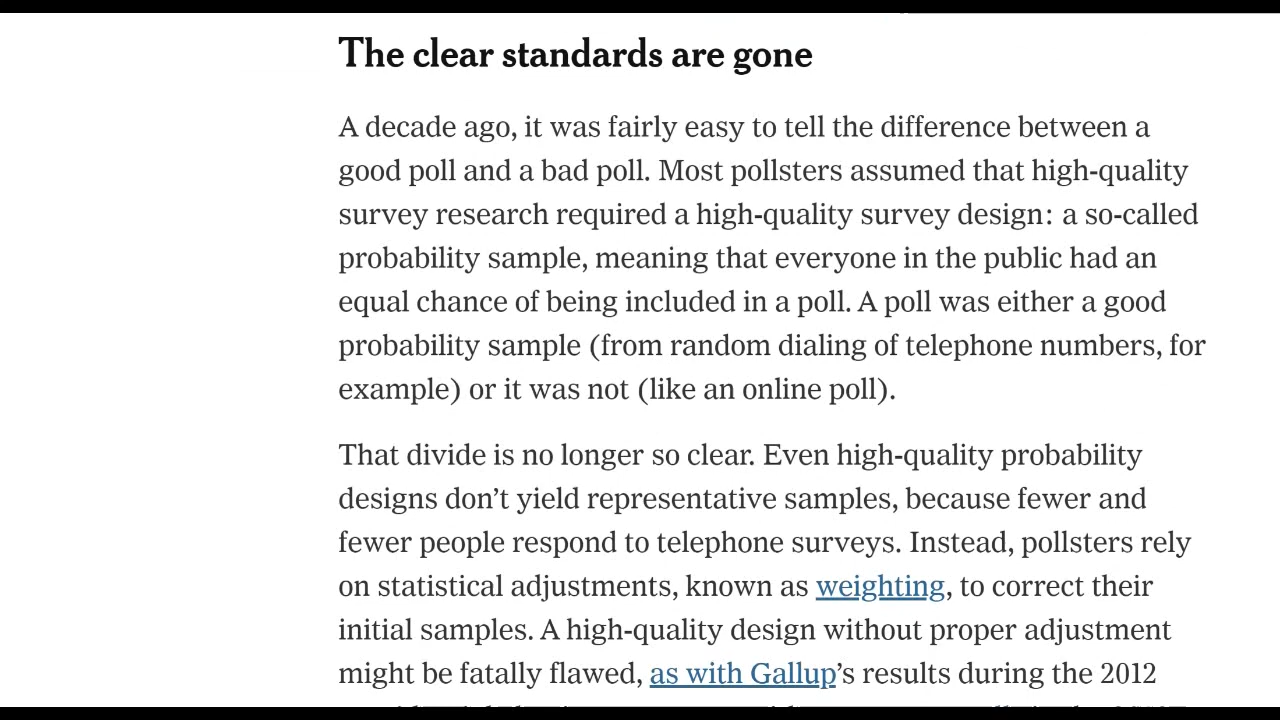 The clear standards are gone
A decade ago, it was fairly easy to tell the difference between a
good poll and a bad poll. Most pollsters assumed that high-quality
survey research required a high-quality survey design: a so-called
probability sample, meaning that everyone in the public had an
equal chance of being included in a poll. A poll was either a good
probability sample (from random dialing of telephone numbers, for
example) or it was not (like an online poll).
That divide is no longer so clear. Even high-quality probability
designs don’t yield representative samples, because fewer and
fewer people respond to telephone surveys. Instead, pollsters rely
on statistical adjustments, known as weighting, to correct their
initial samples. A high-quality design without proper adjustment
might be fatally flawed, as with Gallup’s results during the 2012